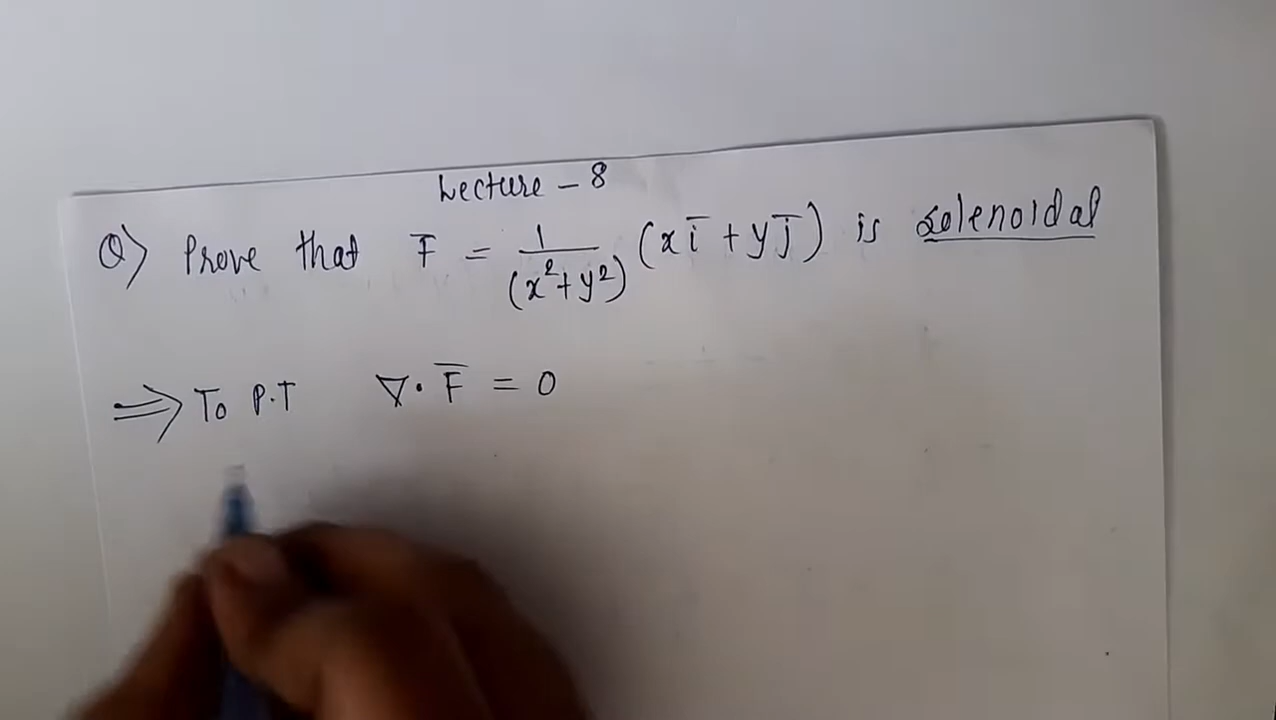 Lecture - 8
Q) Prove that F̅ = 1/(x²+y²) (x i̅ + y j̅) is solenoidal
⇒ To P.T ∇·F̅ = 0